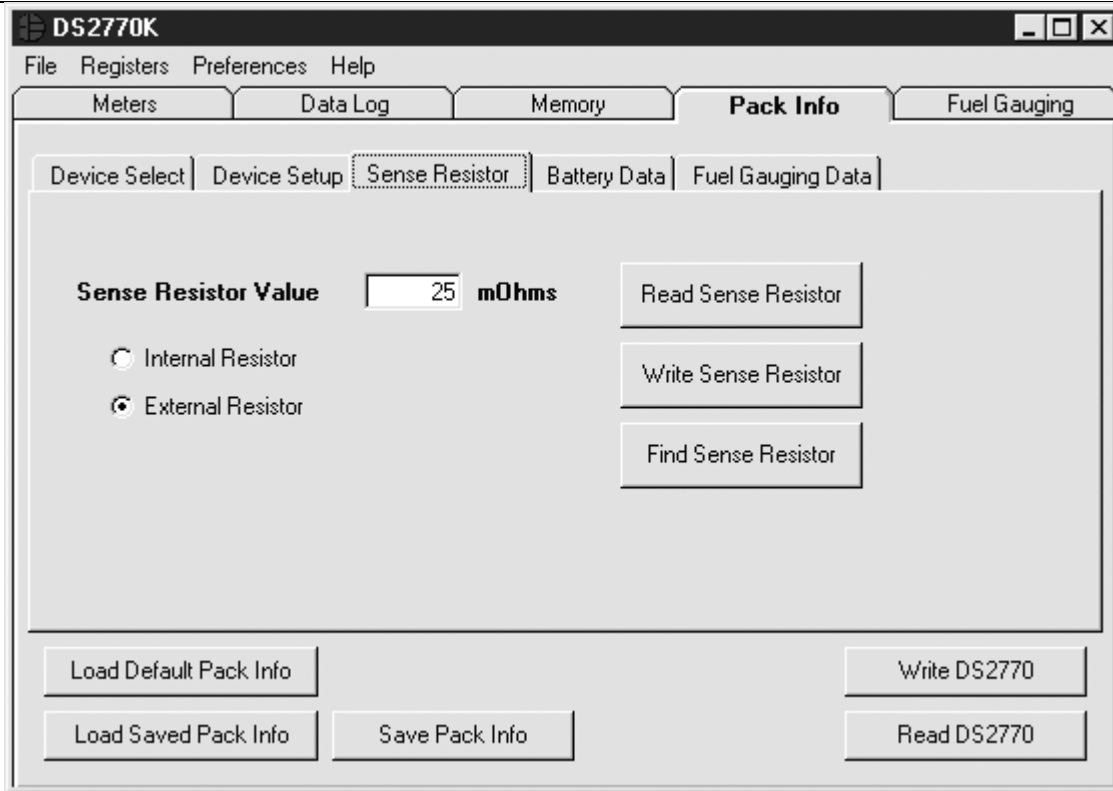 DS2770K
File Registers Preferences Help
Meters Data Log Memory Pack Info Fuel Gauging
Device Select Device Setup Sense Resistor Battery Data Fuel Gauging Data
Sense Resistor Value 25 mOhms Read Sense Resistor
Internal Resistor
Write Sense Resistor
External Resistor
Find Sense Resistor
Load Default Pack Info Write DS2770
Load Saved Pack Info Save Pack Info Read DS2770